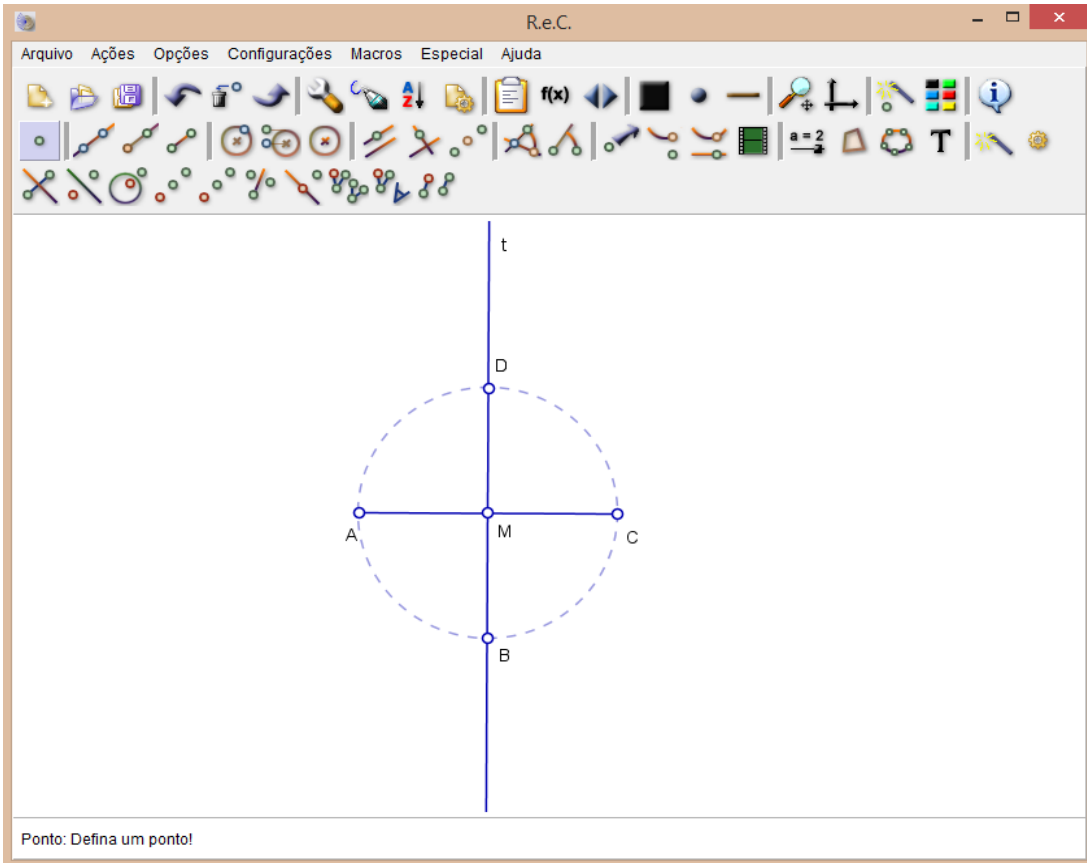 R.e.C.
Arquivo Ações Opções Configurações Macros Especial Ajuda
f(x)
a = 2
T
t
D
A M C
B
Ponto: Defina um ponto!